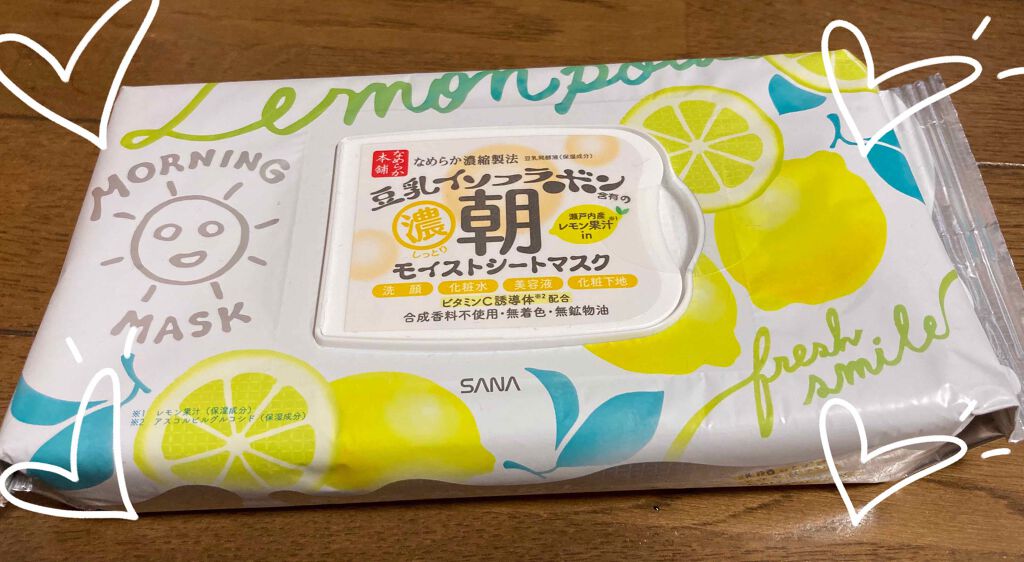 Lemon power
MORNING
MASK
なめらか
本舗
なめらか濃縮製法 豆乳発酵液(保湿成分)
豆乳イソフラボン含有の
濃
しっとり
朝
瀬戸内産
レモン果汁※1
in
モイストシートマスク
洗顔 化粧水 美容液 化粧下地
ビタミンC誘導体※2配合
合成香料不使用・無着色・無鉱物油
fresh
smile
SANA
※1 レモン果汁(保湿成分)
※2 アスコルビルグルコシド(保湿成分)